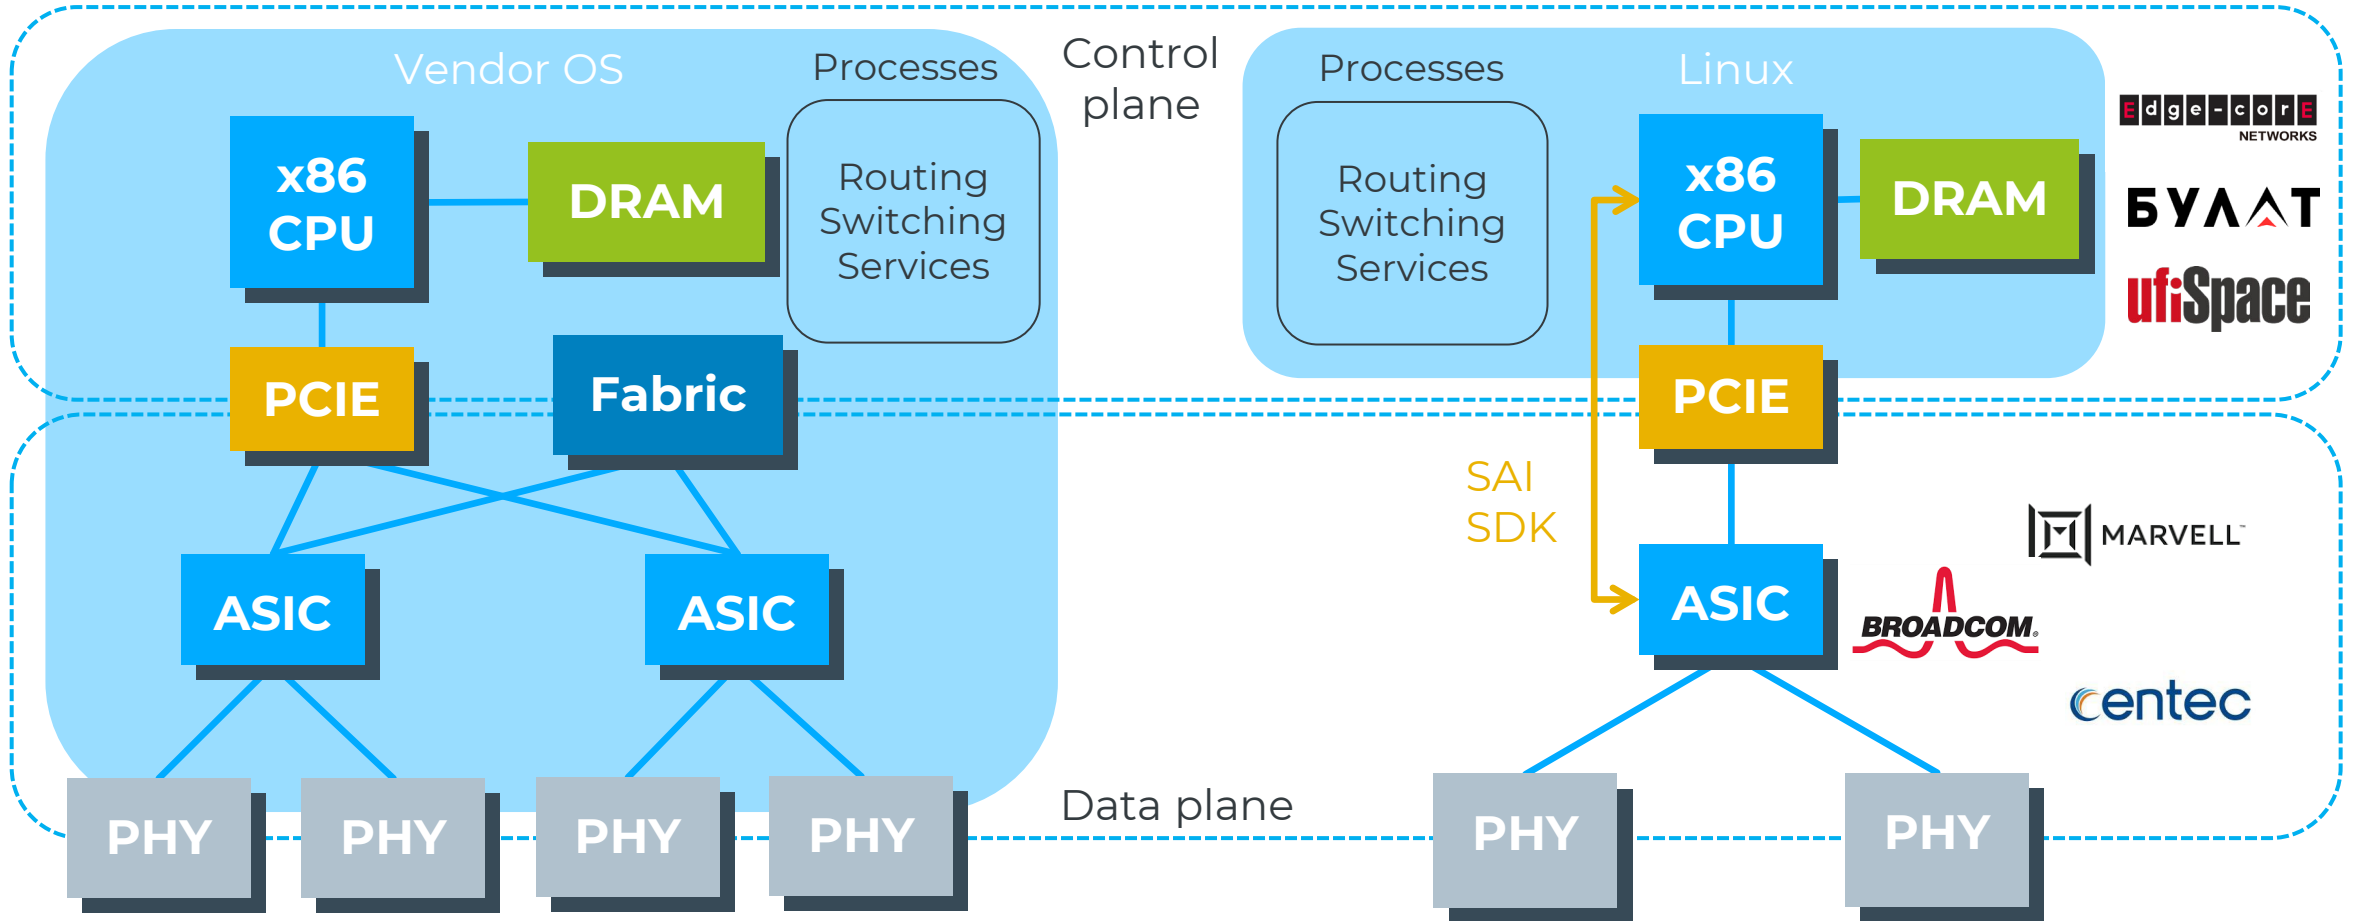 Vendor OS
Processes
x86
CPU
DRAM
Routing
Switching
Services
PCIE
Fabric
ASIC
ASIC
PHY
PHY
PHY
PHY
Control
plane
Data plane
Processes
Linux
Routing
Switching
Services
x86
CPU
DRAM
PCIE
SAI
SDK
ASIC
PHY
PHY
Edge-corE
NETWORKS
БУЛАТ
ufiSpace
MARVELL™
BROADCOM®
centec